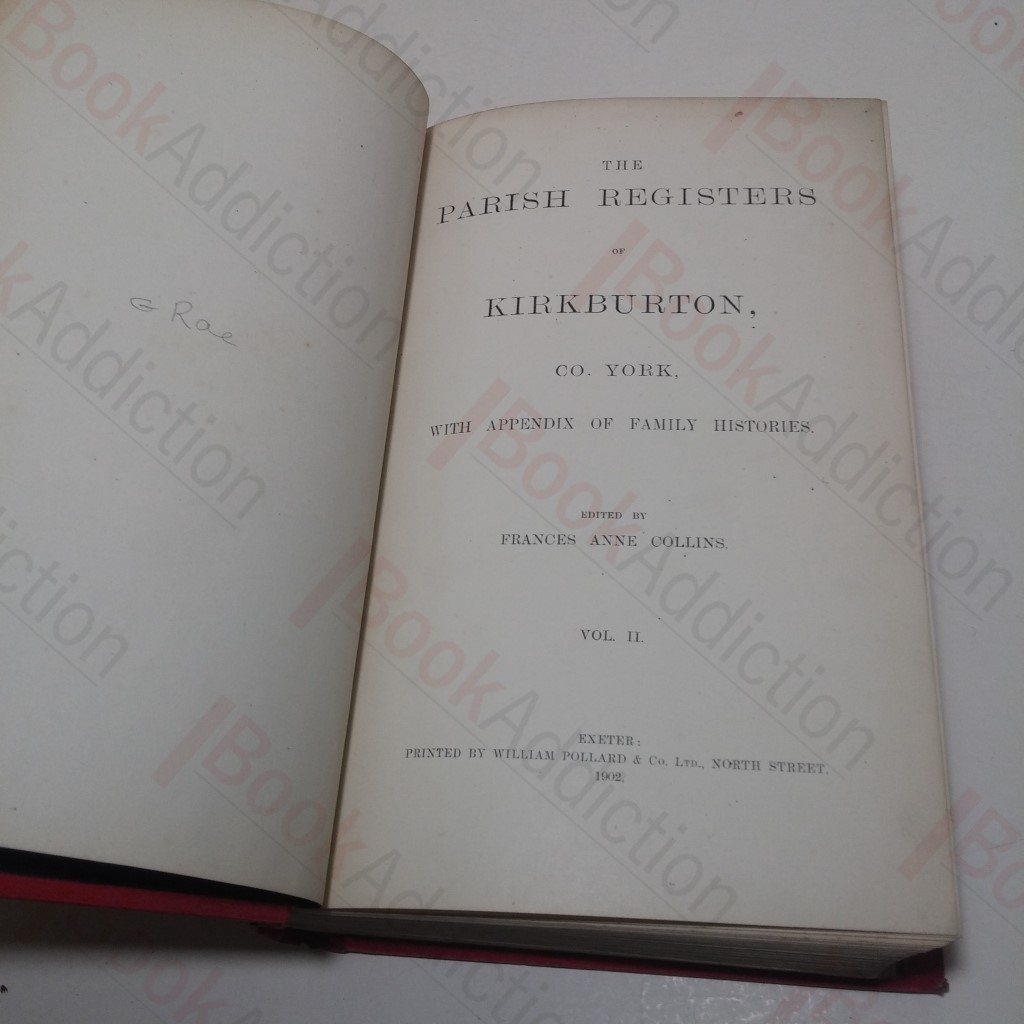 G Rae
THE
PARISH REGISTERS
OF
KIRKBURTON,
CO. YORK,
WITH APPENDIX OF FAMILY HISTORIES.
EDITED BY
FRANCES ANNE COLLINS.
VOL. II.
EXETER:
PRINTED BY WILLIAM POLLARD & Co. LTD., NORTH STREET.
1902.
BookAddiction